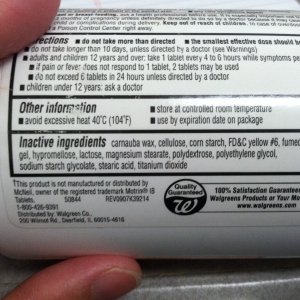 Directions ■ do not take more than directed ■ the smallest effective dose should
■ do not take longer than 10 days, unless directed by a doctor (see Warnings)
■ adults and children 12 years and over: take 1 tablet every 4 to 6 hours while symptoms
■ if pain or fever does not respond to 1 tablet, 2 tablets may be used
■ do not exceed 6 tablets in 24 hours unless directed by a doctor
■ children under 12 years: ask a doctor
Other information ■ store at controlled room temperature
■ avoid excessive heat 40°C (104°F) ■ use by expiration date on package
Inactive ingredients carnauba wax, cellulose, corn starch, FD&C yellow #6, fumed
gel, hypromellose, lactose, magnesium stearate, polydextrose, polyethylene glycol,
sodium starch glycolate, stearic acid, titanium dioxide
This product is not manufactured or distributed by
McNeil, owner of the registered trademark Motrin® IB
Tablets. 50844 REV0907K39214
1-800-426-9391
Distributed by: Walgreen Co.
200 Wilmot Rd., Deerfield, IL 60015-4616
Quality
Guaranteed
W
100% Satisfaction Guaranteed
Walgreens Products or Your
www.walgreens.com